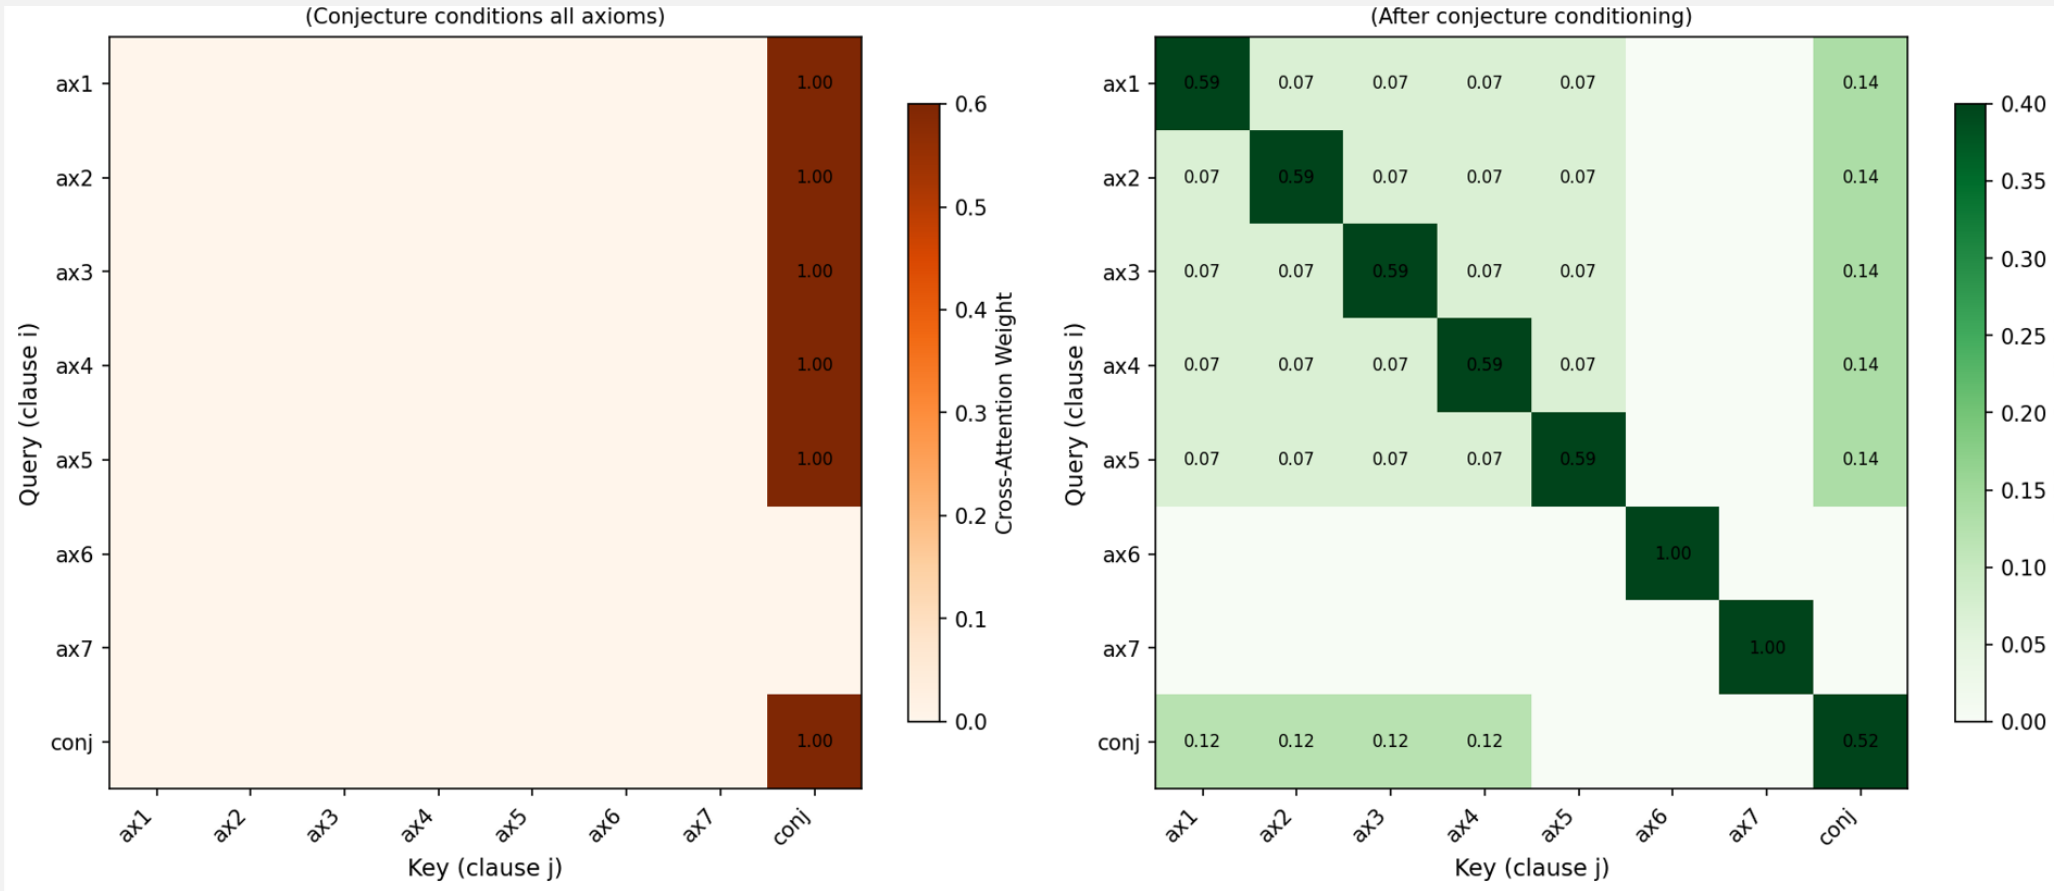 (Conjecture conditions all axioms)
ax1
ax2
ax3
ax4
ax5
ax6
ax7
conj
Query (clause i)
1.00
1.00
1.00
1.00
1.00
1.00
ax1
ax2
ax3
ax4
ax5
ax6
ax7
conj
Key (clause j)
0.6
0.5
0.4
0.3
0.2
0.1
0.0
Cross-Attention Weight
(After conjecture conditioning)
ax1
ax2
ax3
ax4
ax5
ax6
ax7
conj
Query (clause i)
0.59 0.07 0.07 0.07 0.07 0.14
0.07 0.59 0.07 0.07 0.07 0.14
0.07 0.07 0.59 0.07 0.07 0.14
0.07 0.07 0.07 0.59 0.07 0.14
0.07 0.07 0.07 0.07 0.59 0.14
1.00
1.00
0.12 0.12 0.12 0.12 0.52
ax1
ax2
ax3
ax4
ax5
ax6
ax7
conj
Key (clause j)
0.40
0.35
0.30
0.25
0.20
0.15
0.10
0.05
0.00